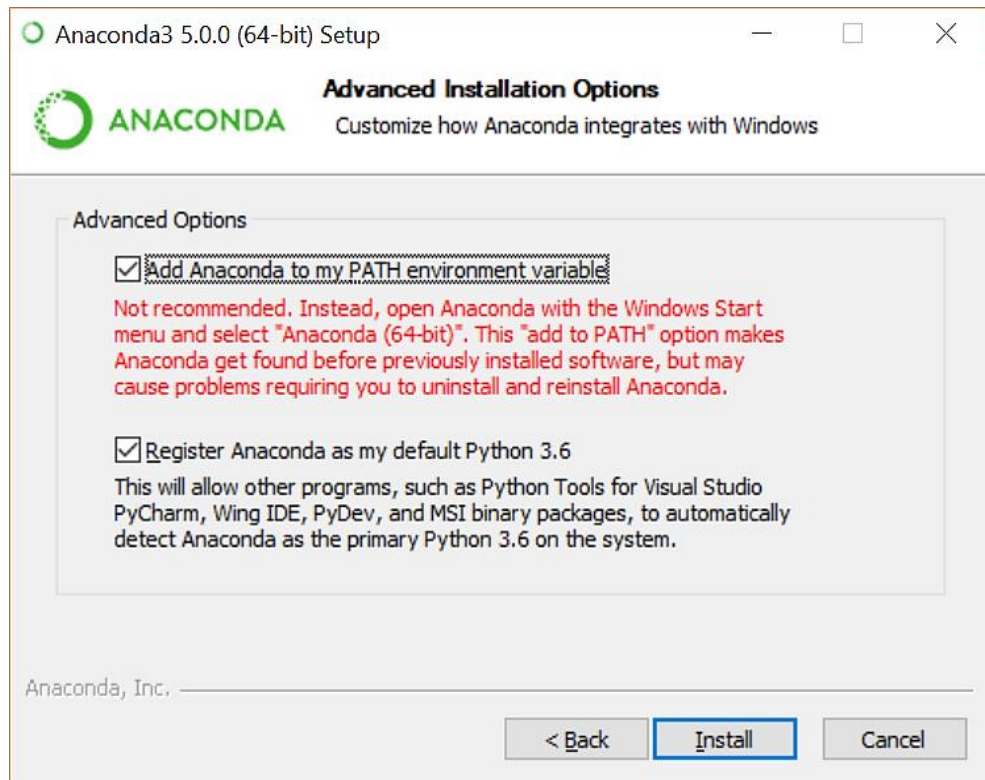 Anaconda3 5.0.0 (64-bit) Setup
Advanced Installation Options
ANACONDA
Customize how Anaconda integrates with Windows
Advanced Options
Add Anaconda to my PATH environment variable
Not recommended. Instead, open Anaconda with the Windows Start
menu and select "Anaconda (64-bit)". This "add to PATH" option makes
Anaconda get found before previously installed software, but may
cause problems requiring you to uninstall and reinstall Anaconda.
Register Anaconda as my default Python 3.6
This will allow other programs, such as Python Tools for Visual Studio
PyCharm, Wing IDE, PyDev, and MSI binary packages, to automatically
detect Anaconda as the primary Python 3.6 on the system.
Anaconda, Inc.
< Back
Install
Cancel